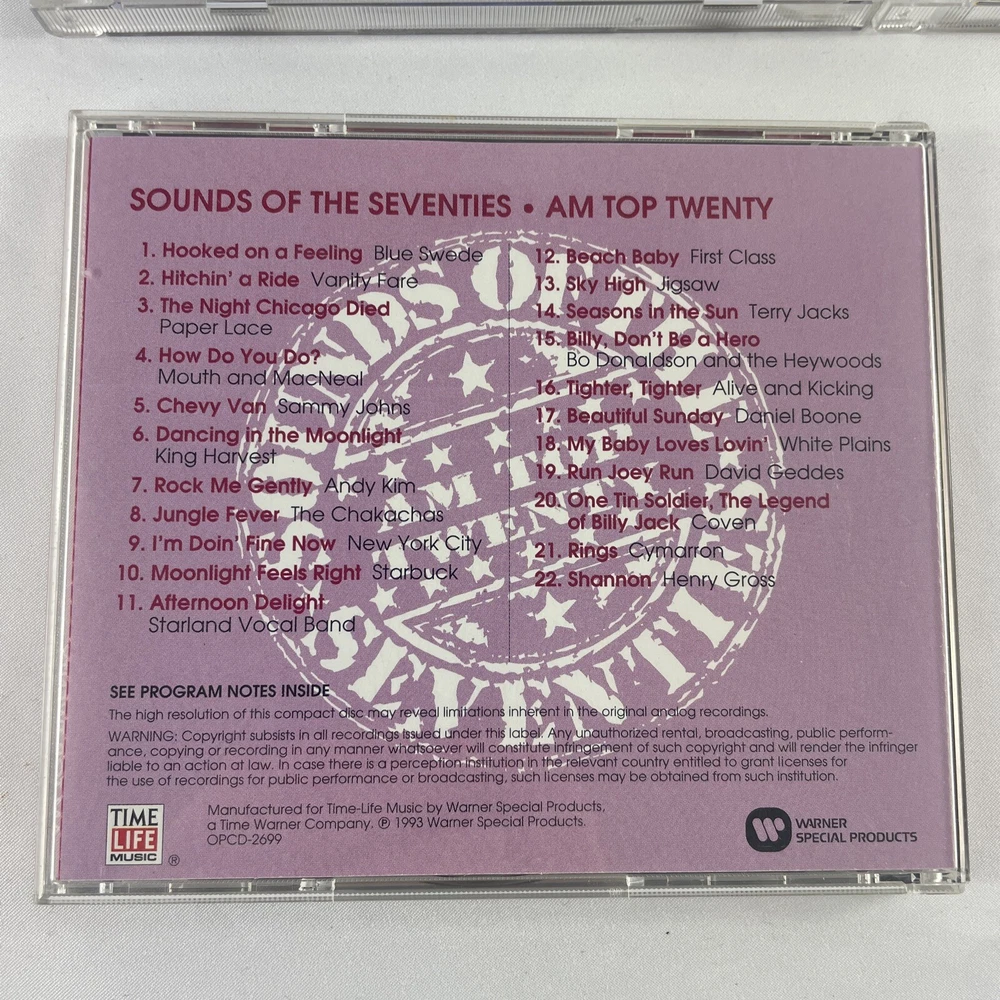 SOUNDS OF THE SEVENTIES • AM TOP TWENTY
1. Hooked on a Feeling Blue Swede
2. Hitchin' a Ride Vanity Fare
3. The Night Chicago Died
Paper Lace
4. How Do You Do?
Mouth and MacNeal
5. Chevy Van Sammy Johns
6. Dancing in the Moonlight
King Harvest
7. Rock Me Gently Andy Kim
8. Jungle Fever The Chakachas
9. I'm Doin' Fine Now New York City
10. Moonlight Feels Right Starbuck
11. Afternoon Delight
Starland Vocal Band
12. Beach Baby First Class
13. Sky High Jigsaw
14. Seasons in the Sun Terry Jacks
15. Billy, Don't Be a Hero
Bo Donaldson and the Heywoods
16. Tighter, Tighter Alive and Kicking
17. Beautiful Sunday Daniel Boone
18. My Baby Loves Lovin' White Plains
19. Run Joey Run David Geddes
20. One Tin Soldier, The Legend
of Billy Jack Coven
21. Rings Cymarron
22. Shannon Henry Gross
SOUNDS OF THE
AM TOP
TWENTY
SEVENTIES
SEE PROGRAM NOTES INSIDE
The high resolution of this compact disc may reveal limitations inherent in the original analog recordings.
WARNING: Copyright subsists in all recordings issued under this label. Any unauthorized rental, broadcasting, public perform-
ance, copying or recording in any manner whatsoever will constitute infringement of such copyright and will render the infringer
liable to an action at law. In case there is a perception institution in the relevant country entitled to grant licenses for
the use of recordings for public performance or broadcasting, such licenses may be obtained from such institution.
TIME
LIFE
MUSIC ®
Manufactured for Time-Life Music by Warner Special Products,
a Time Warner Company. ℗ 1993 Warner Special Products.
OPCD-2699
WARNER
SPECIAL PRODUCTS